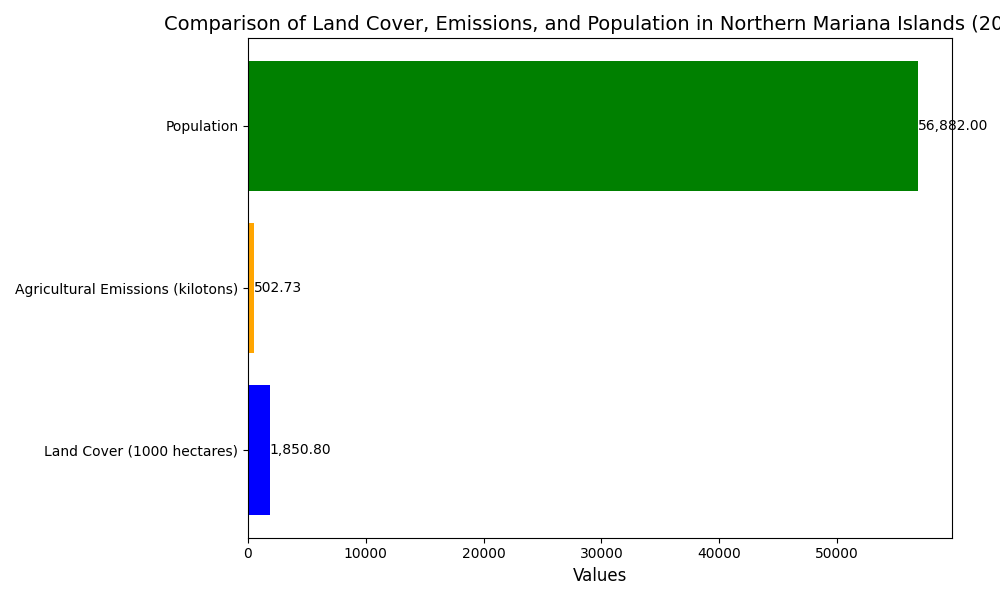 Comparison of Land Cover, Emissions, and Population in Northern Mariana Islands (20
Population
56,882.00
Agricultural Emissions (kilotons)
502.73
Land Cover (1000 hectares)
1,850.80
0 10000 20000 30000 40000 50000
Values